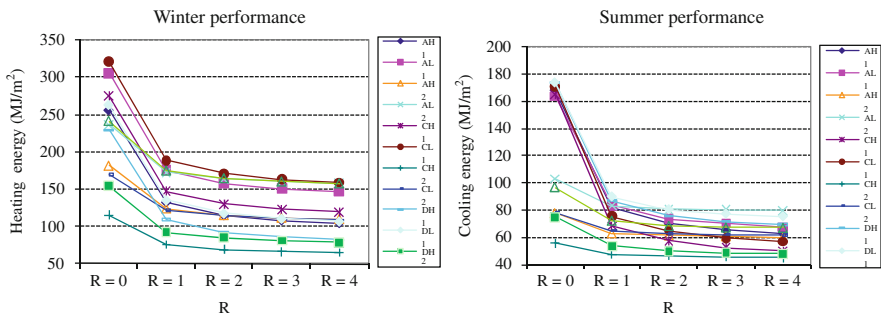 Winter performance
Heating energy (MJ/m²)
350
300
250
200
150
100
50
R = 0 R = 1 R = 2 R = 3 R = 4
R
AH
1
AL
1
AH
2
AL
2
CH
1
CL
1
CH
2
CL
2
DH
1
DL
1
DH
2
Summer performance
Cooling energy (MJ/m²)
200
180
160
140
120
100
80
60
40
R = 0 R = 1 R = 2 R = 3 R = 4
R
AH
1
AL
1
AH
2
AL
2
CH
1
CL
1
CH
2
CL
2
DH
1
DL